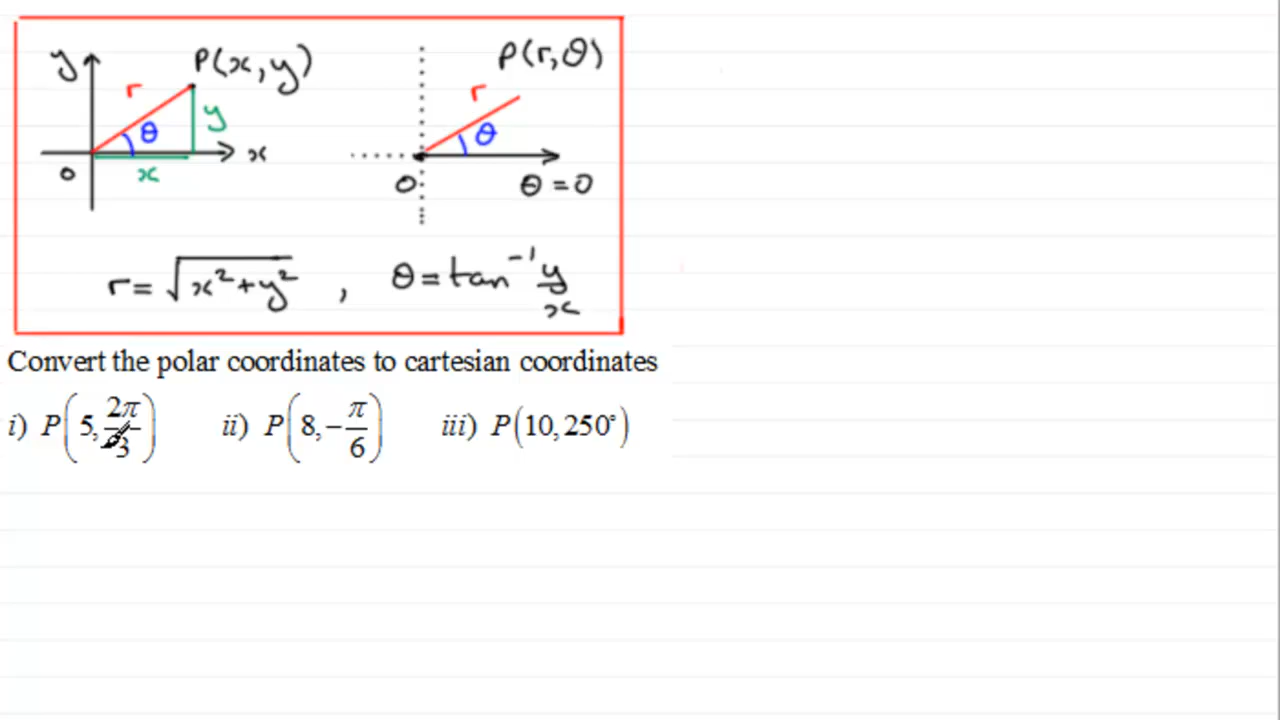 y P(x, y) P(r, θ)
r r
θ y θ
x
0 x 0 θ = 0
r = √(x² + y²) , θ = tan⁻¹ y/x
Convert the polar coordinates to cartesian coordinates
i) P(5, 2π/3) ii) P(8, −π/6) iii) P(10, 250°)